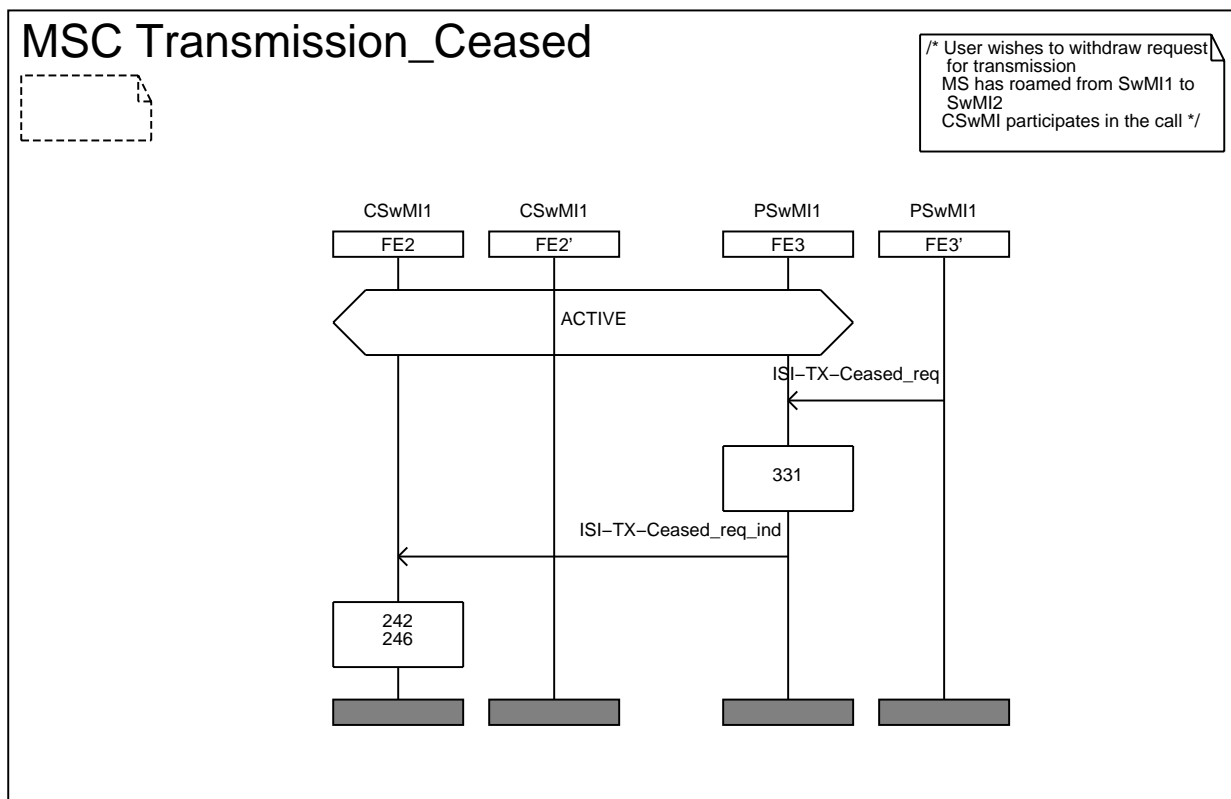 MSC Transmission_Ceased
/* User wishes to withdraw request
for transmission
MS has roamed from SwMI1 to
SwMI2
CSwMI participates in the call */
CSwMI1 CSwMI1 PSwMI1 PSwMI1
FE2 FE2' FE3 FE3'
ACTIVE
ISI−TX−Ceased_req
331
ISI−TX−Ceased_req_ind
242
246